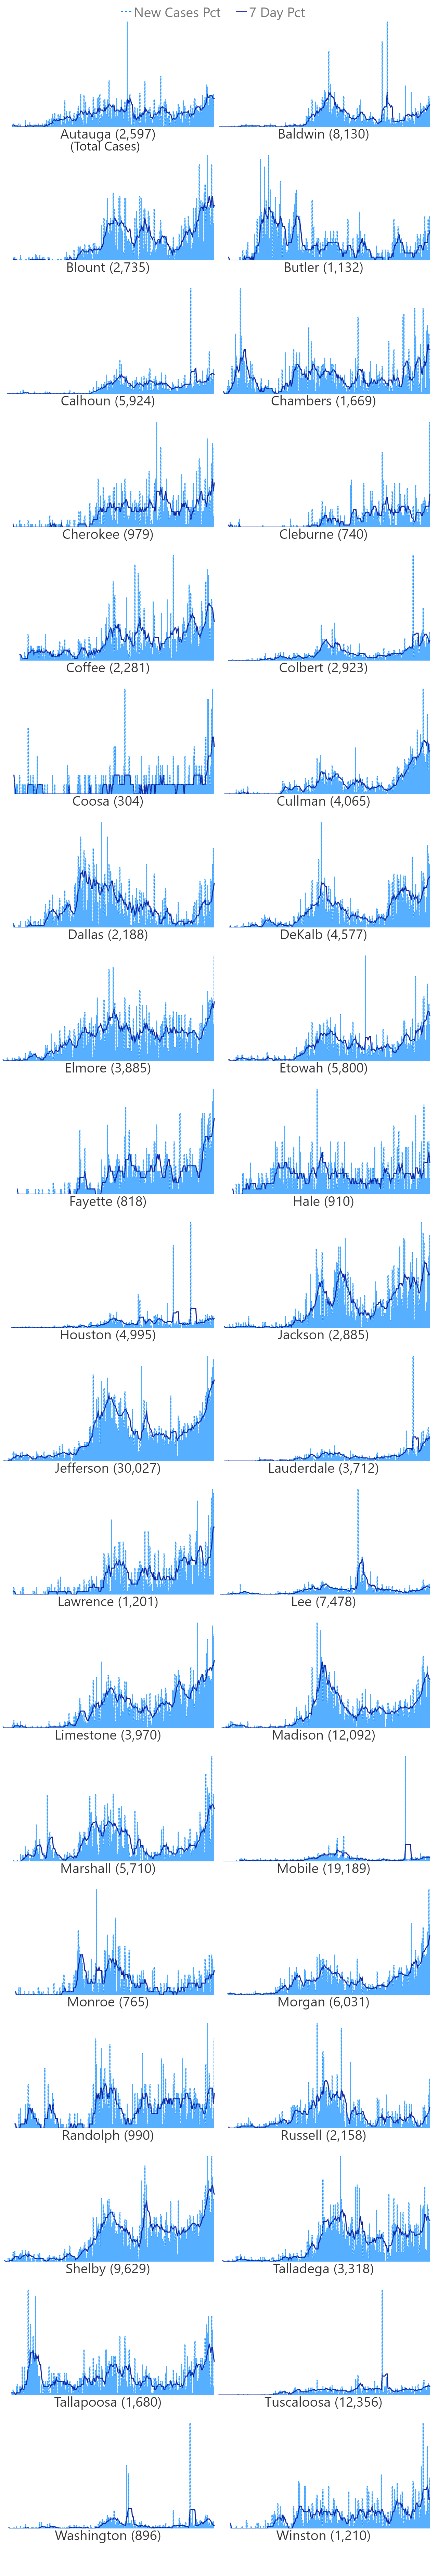 New Cases Pct 7 Day Pct
Autauga (2,597) Baldwin (8,130)
(Total Cases)
Blount (2,735) Butler (1,132)
Calhoun (5,924) Chambers (1,669)
Cherokee (979) Cleburne (740)
Coffee (2,281) Colbert (2,923)
Coosa (304) Cullman (4,065)
Dallas (2,188) DeKalb (4,577)
Elmore (3,885) Etowah (5,800)
Fayette (818) Hale (910)
Houston (4,995) Jackson (2,885)
Jefferson (30,027) Lauderdale (3,712)
Lawrence (1,201) Lee (7,478)
Limestone (3,970) Madison (12,092)
Marshall (5,710) Mobile (19,189)
Monroe (765) Morgan (6,031)
Randolph (990) Russell (2,158)
Shelby (9,629) Talladega (3,318)
Tallapoosa (1,680) Tuscaloosa (12,356)
Washington (896) Winston (1,210)